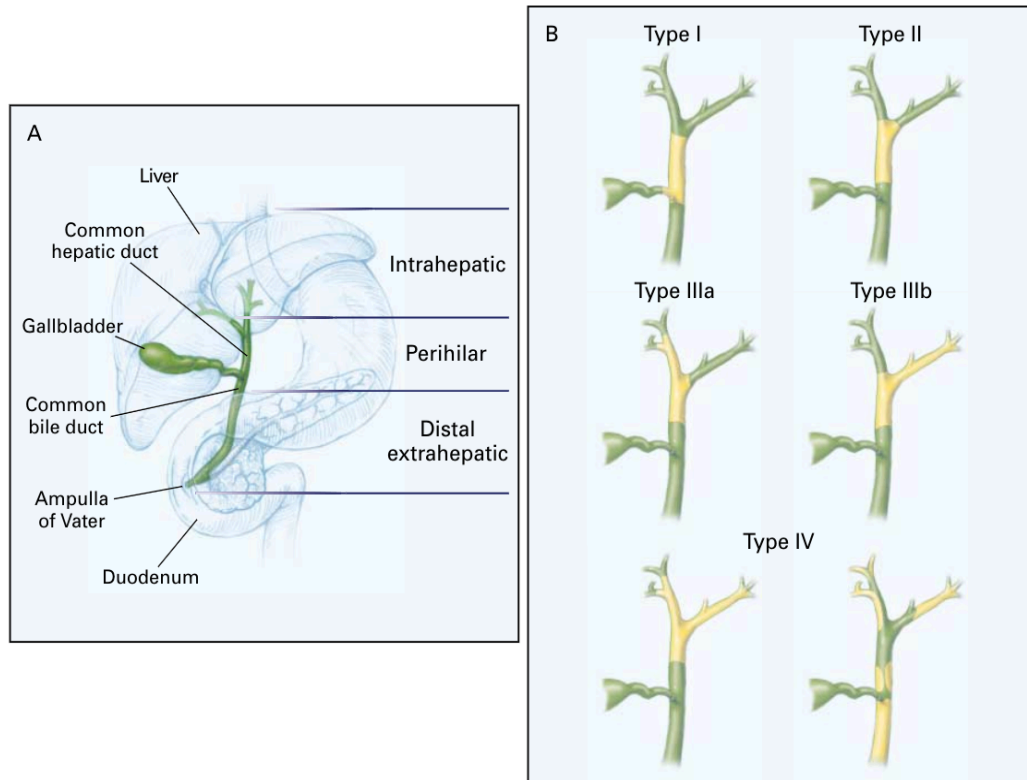 A
Liver
Common
hepatic duct
Gallbladder
Common
bile duct
Ampulla
of Vater
Duodenum
Intrahepatic
Perihilar
Distal
extrahepatic
B
Type I
Type II
Type IIIa
Type IIIb
Type IV